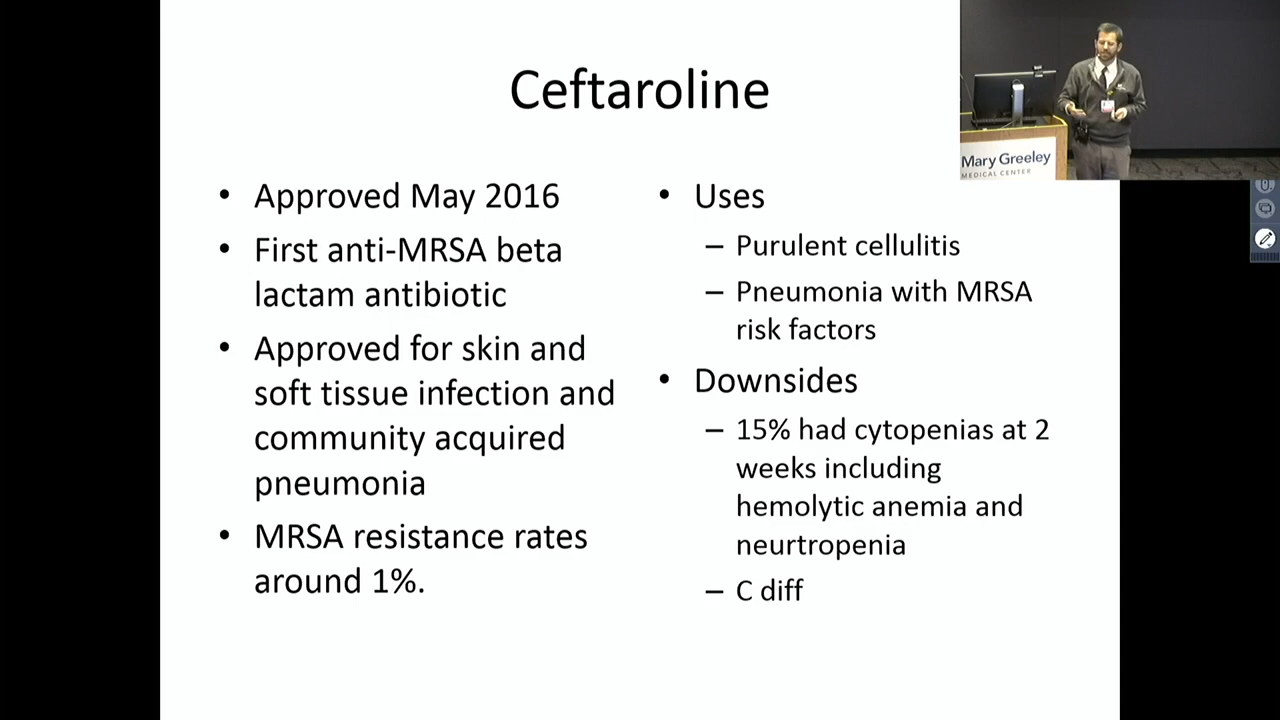 Ceftaroline
• Approved May 2016
• First anti-MRSA beta
lactam antibiotic
• Approved for skin and
soft tissue infection and
community acquired
pneumonia
• MRSA resistance rates
around 1%.
• Uses
– Purulent cellulitis
– Pneumonia with MRSA
risk factors
• Downsides
– 15% had cytopenias at 2
weeks including
hemolytic anemia and
neurtropenia
– C diff
Mary Greeley
MEDICAL CENTER